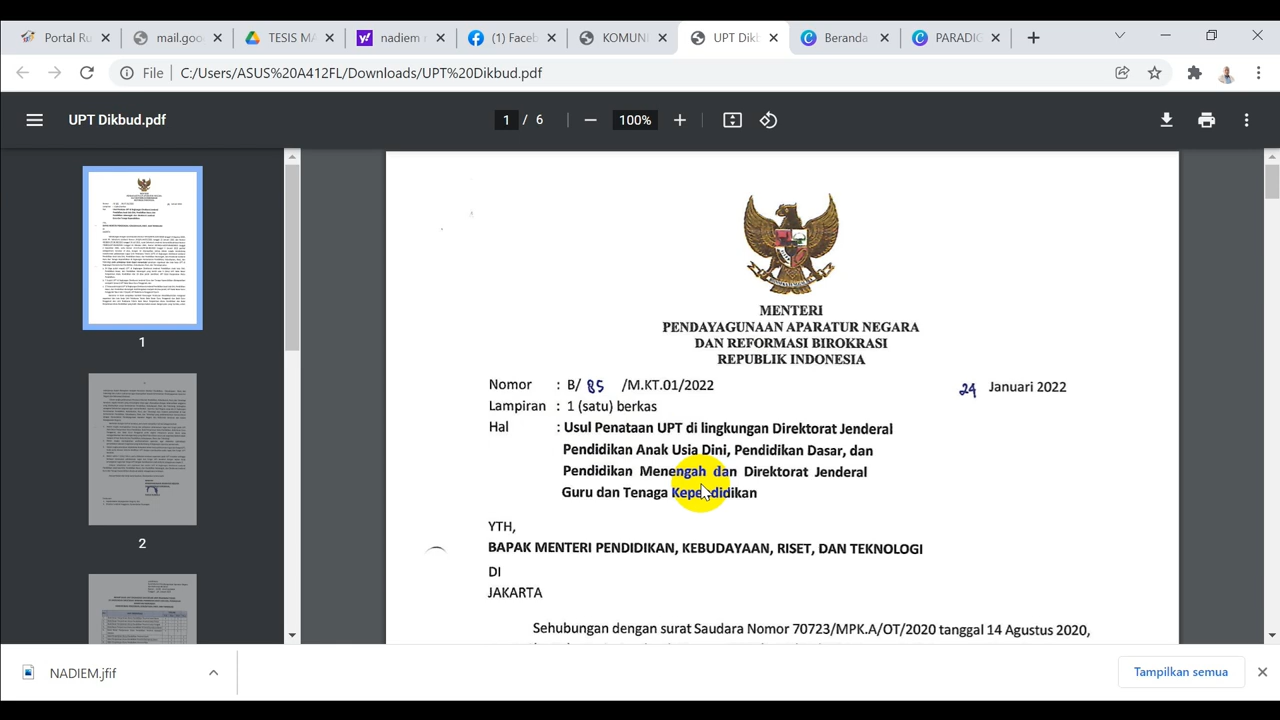 Portal Ru
mail.goo
TESIS MA
nadiem
(1) Faceb
KOMUNI
UPT Dikb
Beranda
PARADIG
File
C:/Users/ASUS%20A412FL/Downloads/UPT%20Dikbud.pdf
UPT Dikbud.pdf
1 / 6
100%
1
2
MENTERI
PENDAYAGUNAAN APARATUR NEGARA
DAN REFORMASI BIROKRASI
REPUBLIK INDONESIA
Nomor : B/ 85 /M.KT.01/2022 29 Januari 2022
Lampiran : 1 (satu) berkas
Hal : Usul Penataan UPT di lingkungan Direktorat Jenderal
Pendidikan Anak Usia Dini, Pendidikan Dasar, dan
Pendidikan Menengah dan Direktorat Jenderal
Guru dan Tenaga Kependidikan
YTH,
BAPAK MENTERI PENDIDIKAN, KEBUDAYAAN, RISET, DAN TEKNOLOGI
DI
JAKARTA
Sehubungan dengan surat Saudara Nomor 70723/MPK.A/OT/2020 tanggal 14 Agustus 2020,
NADIEM.jfif
Tampilkan semua